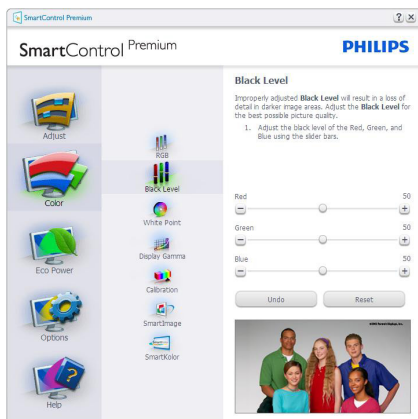 SmartControl Premium
SmartControl Premium
PHILIPS
Adjust
Color
Eco Power
Options
Help
RGB
Black Level
White Point
Display Gamma
Calibration
SmartImage
SmartKolor
Black Level
Improperly adjusted Black Level will result in a loss of
detail in darker image areas. Adjust the Black Level for
the best possible picture quality.
1. Adjust the black level of the Red, Green, and
Blue using the slider bars.
Red 50
Green 50
Blue 50
Undo Reset